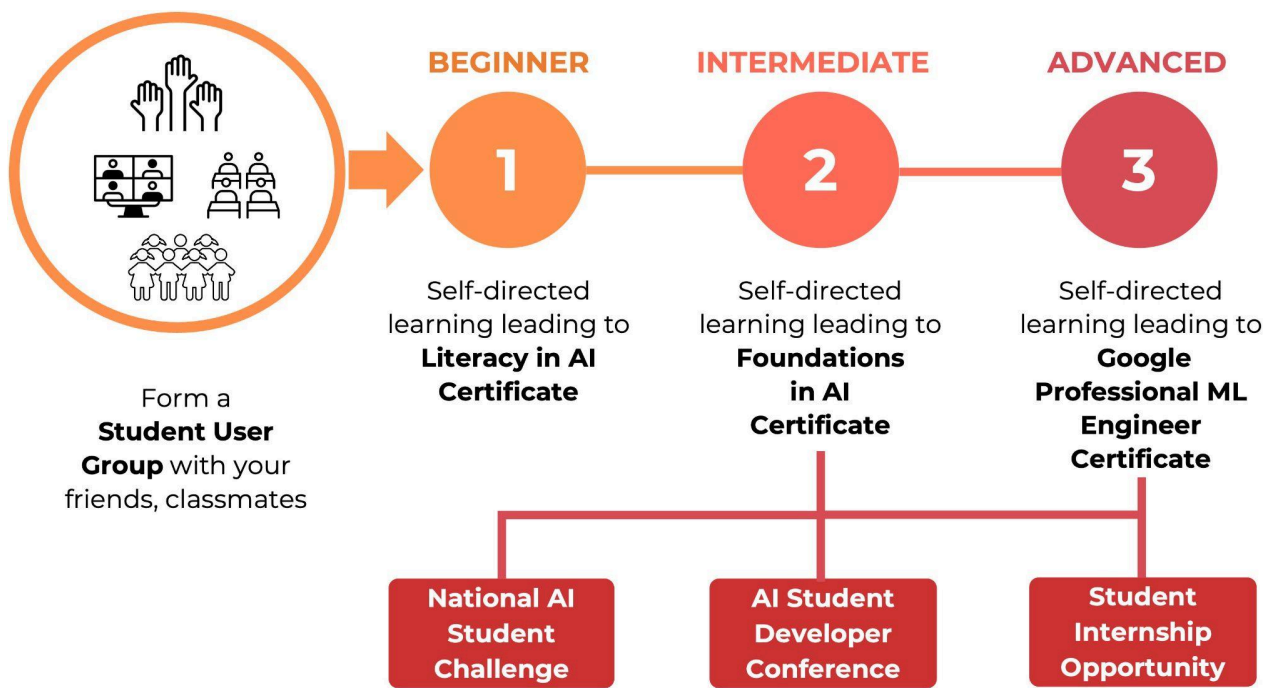 BEGINNER
INTERMEDIATE
ADVANCED
1
2
3
Form a
Student User
Group with your
friends, classmates
Self-directed
learning leading to
Literacy in AI
Certificate
Self-directed
learning leading to
Foundations
in AI
Certificate
Self-directed
learning leading to
Google
Professional ML
Engineer
Certificate
National AI
Student
Challenge
AI Student
Developer
Conference
Student
Internship
Opportunity